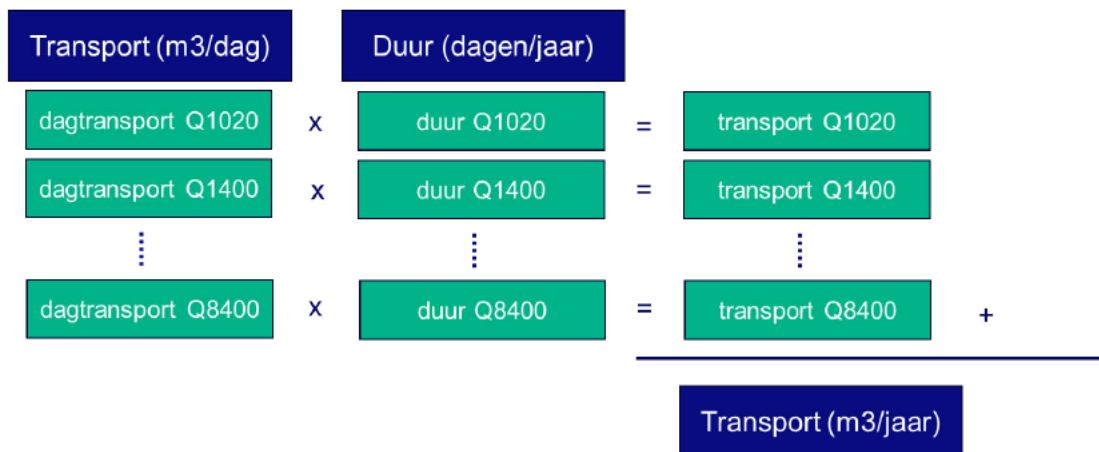 Transport (m3/dag) Duur (dagen/jaar)
dagtransport Q1020 x duur Q1020 = transport Q1020
dagtransport Q1400 x duur Q1400 = transport Q1400
dagtransport Q8400 x duur Q8400 = transport Q8400 +
Transport (m3/jaar)